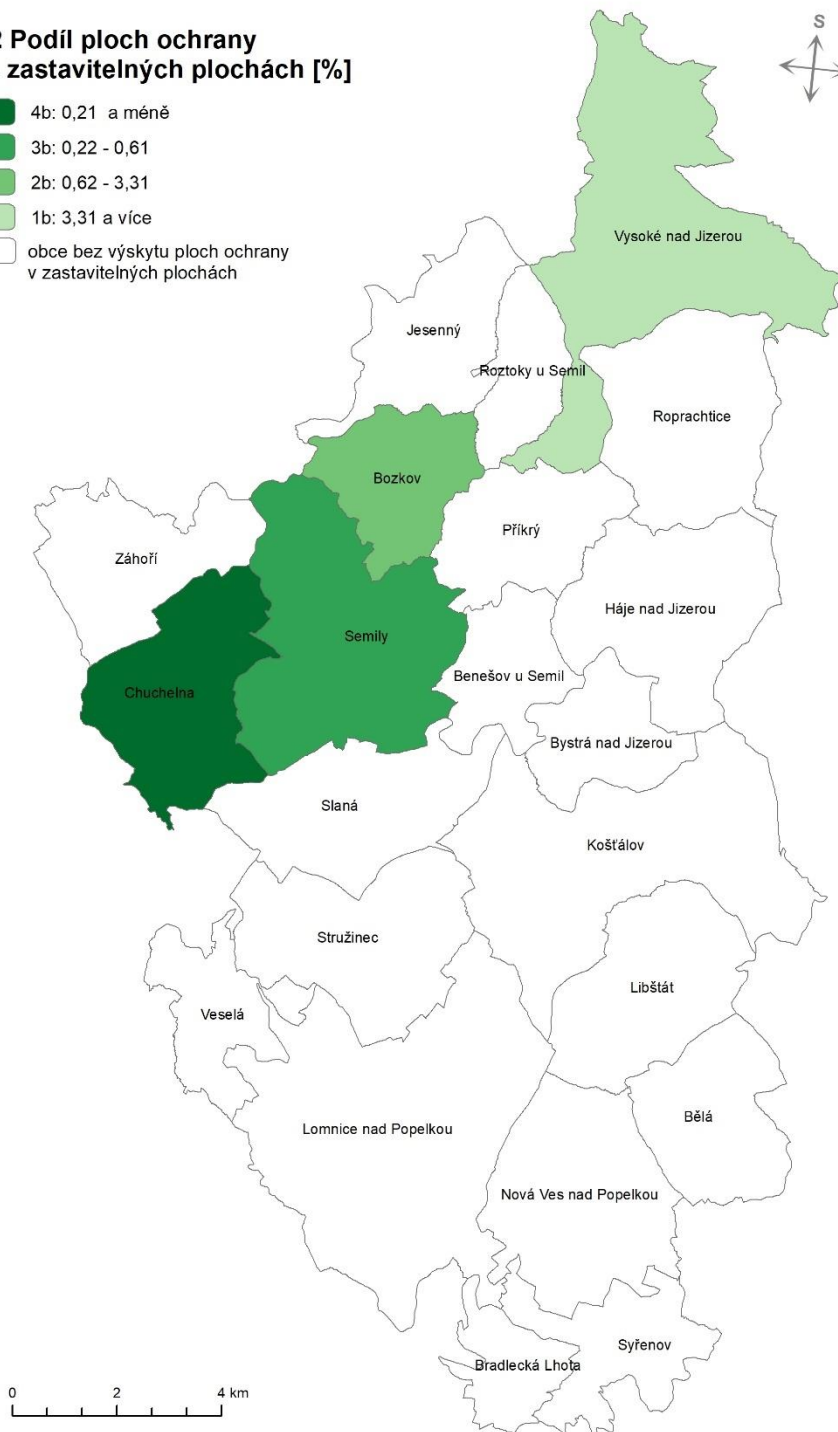 2 Podíl ploch ochrany
zastavitelných plochách [%]
4b: 0,21 a méně
3b: 0,22 - 0,61
2b: 0,62 - 3,31
1b: 3,31 a více
obce bez výskytu ploch ochrany
v zastavitelných plochách
S
Vysoké nad Jizerou
Jesenný
Roztoky u Semil
Roprachtice
Bozkov
Příkrý
Záhoří
Háje nad Jizerou
Semily
Benešov u Semil
Chuchelna
Bystrá nad Jizerou
Slaná
Košťálov
Stružinec
Libštát
Veselá
Bělá
Lomnice nad Popelkou
Nová Ves nad Popelkou
Syřenov
Bradlecká Lhota
0 2 4 km